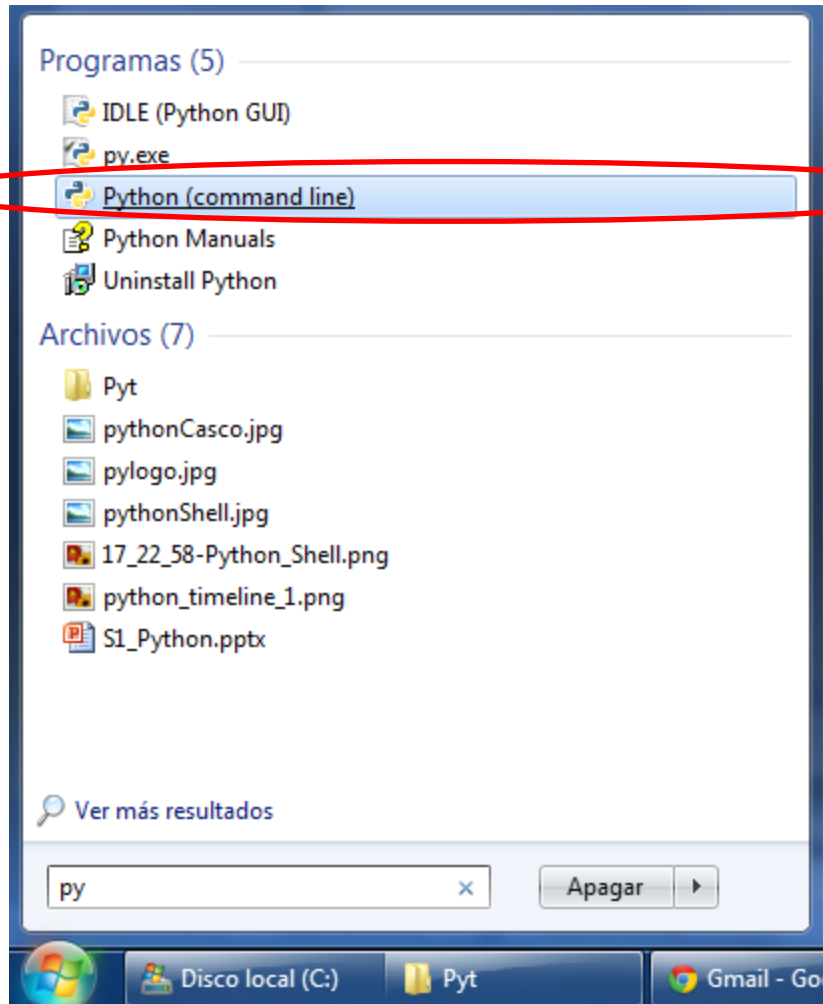 Programas (5)
IDLE (Python GUI)
py.exe
Python (command line)
Python Manuals
Uninstall Python
Archivos (7)
Pyt
pythonCasco.jpg
pylogo.jpg
pythonShell.jpg
17_22_58-Python_Shell.png
python_timeline_1.png
S1_Python.pptx
Ver más resultados
py
Apagar
Disco local (C:)
Pyt
Gmail - Goo